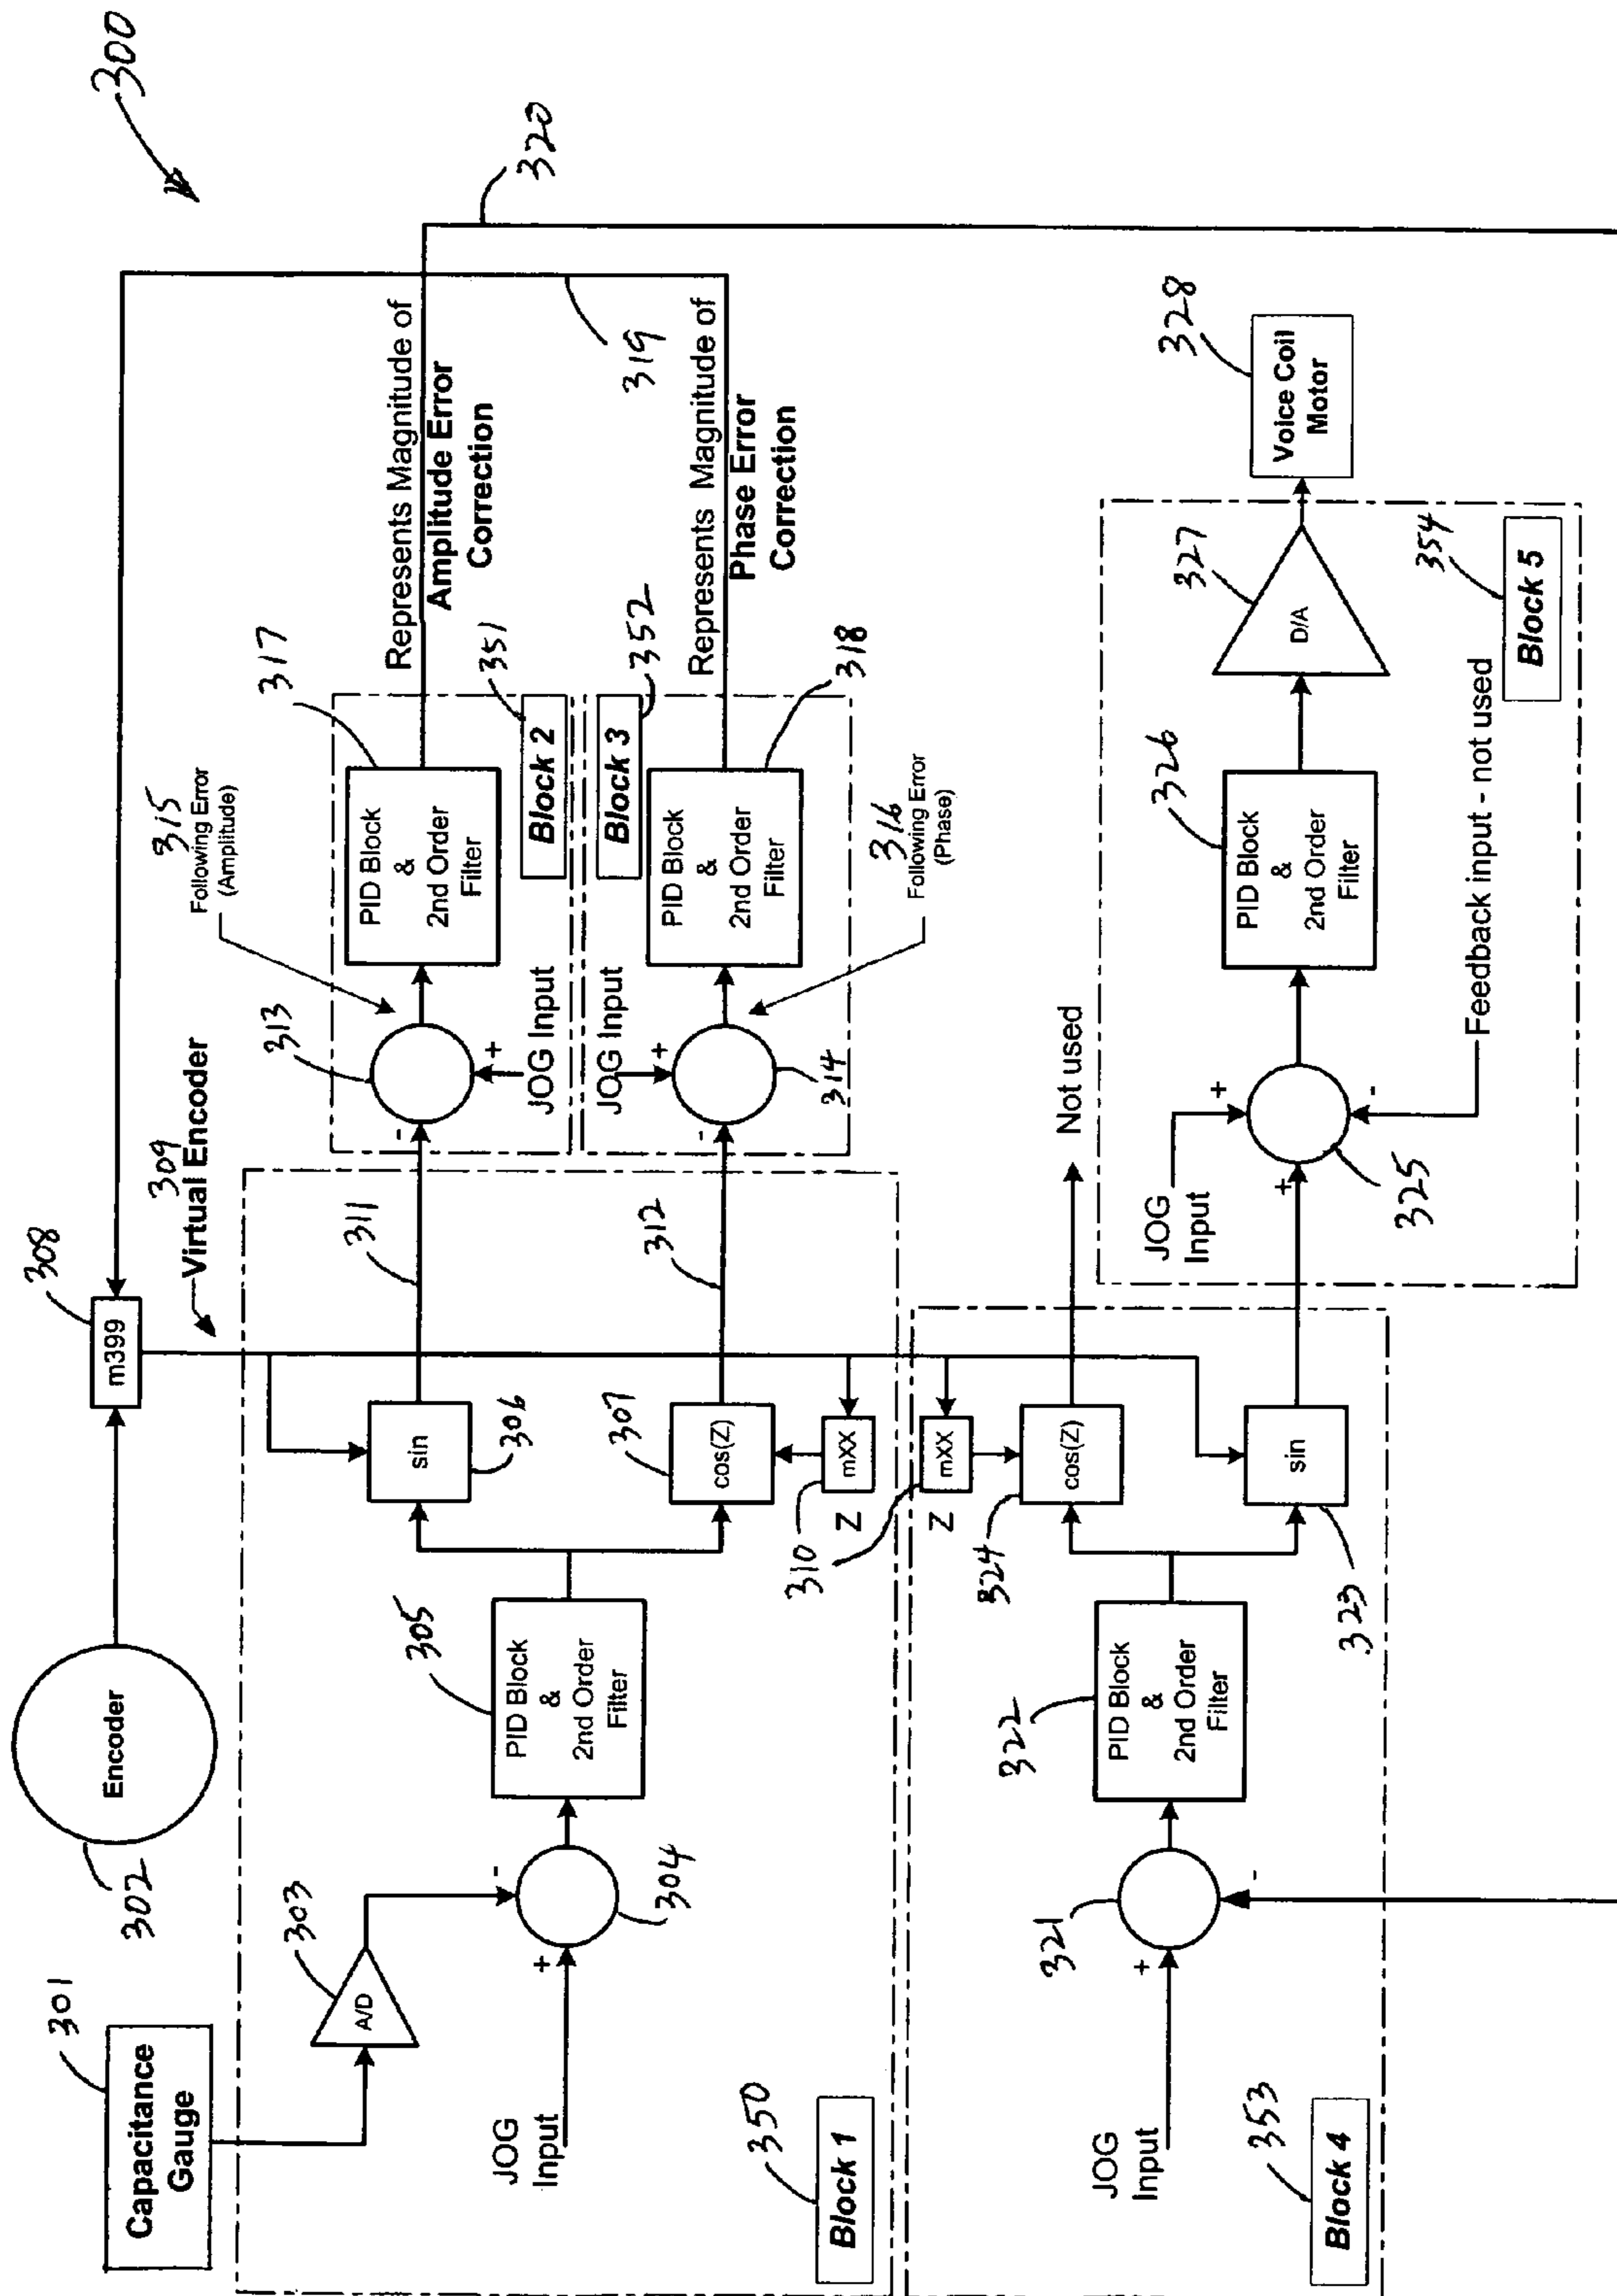 300
301
Capacitance
Gauge
302
Encoder
308
m399
309
Virtual Encoder
303
A/D
304
-
+
JOG
Input
305
PID Block
&
2nd Order
Filter
306
sin
307
cos(Z)
310
mXX
Z
311
312
350
Block 1
313
-
+
JOG Input
315
Following Error
(Amplitude)
317
PID Block
&
2nd Order
Filter
351
Block 2
Represents Magnitude of
Amplitude Error
Correction
320
314
-
+
JOG Input
316
Following Error
(Phase)
318
PID Block
&
2nd Order
Filter
352
Block 3
Represents Magnitude of
Phase Error
Correction
319
321
+
-
JOG
Input
322
PID Block
&
2nd Order
Filter
mXX
Z
324
cos(Z)
Not used
323
sin
353
Block 4
JOG
Input
+
+
-
325
Feedback input - not used
326
PID Block
&
2nd Order
Filter
327
D/A
354
Block 5
328
Voice Coil
Motor